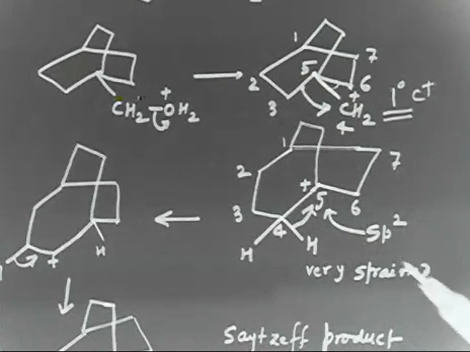 1
5
7
2
6
+
3
CH2
1° C+
CH2 – +OH2
1
2
7
+
5
6
3
4
Sp2
H
H
H
+
very strained
Saytzeff product